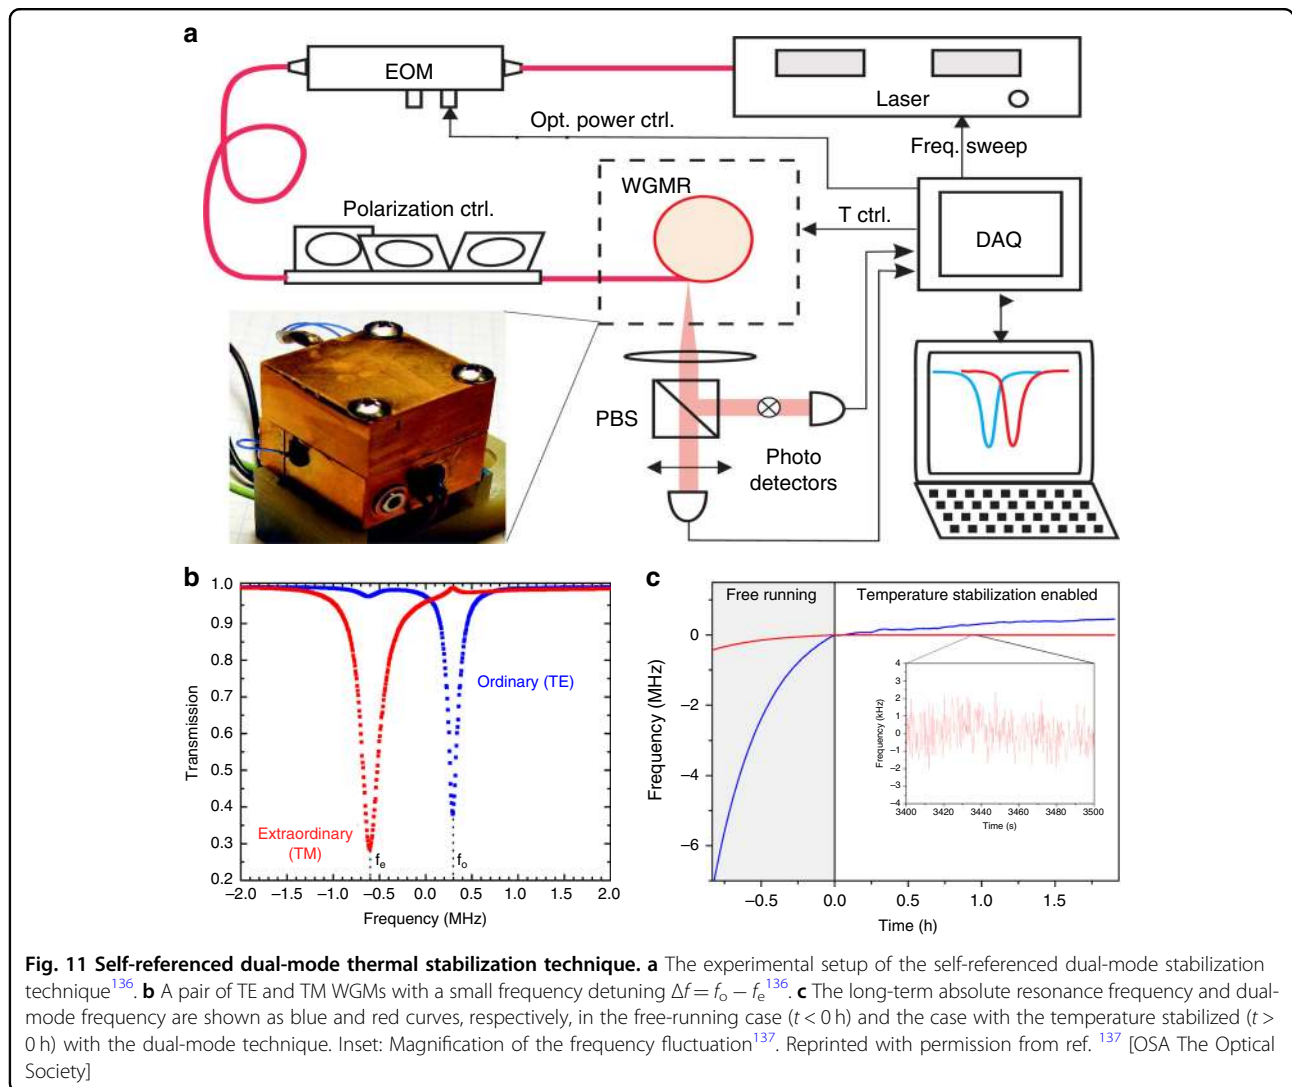 a
EOM
Laser
Opt. power ctrl.
Freq. sweep
WGMR
Polarization ctrl.
T ctrl.
DAQ
PBS
Photo
detectors
b
1.0
0.9
0.8
0.7
0.6
0.5
0.4
0.3
0.2
Transmission
Ordinary (TE)
Extraordinary
(TM)
fe
fo
−2.0 −1.5 −1.0 −0.5 0.0 0.5 1.0 1.5 2.0
Frequency (MHz)
c
Free running
Temperature stabilization enabled
0
−2
−4
−6
Frequency (MHz)
4
3
2
1
0
−1
−2
−3
−4
Frequency (kHz)
3400 3420 3440 3460 3480 3500
Time (s)
−0.5 0.0 0.5 1.0 1.5
Time (h)
Fig. 11 Self-referenced dual-mode thermal stabilization technique. a The experimental setup of the self-referenced dual-mode stabilization
technique136. b A pair of TE and TM WGMs with a small frequency detuning Δf = fo − fe136. c The long-term absolute resonance frequency and dual-
mode frequency are shown as blue and red curves, respectively, in the free-running case (t < 0 h) and the case with the temperature stabilized (t >
0 h) with the dual-mode technique. Inset: Magnification of the frequency fluctuation137. Reprinted with permission from ref. 137 [OSA The Optical
Society]